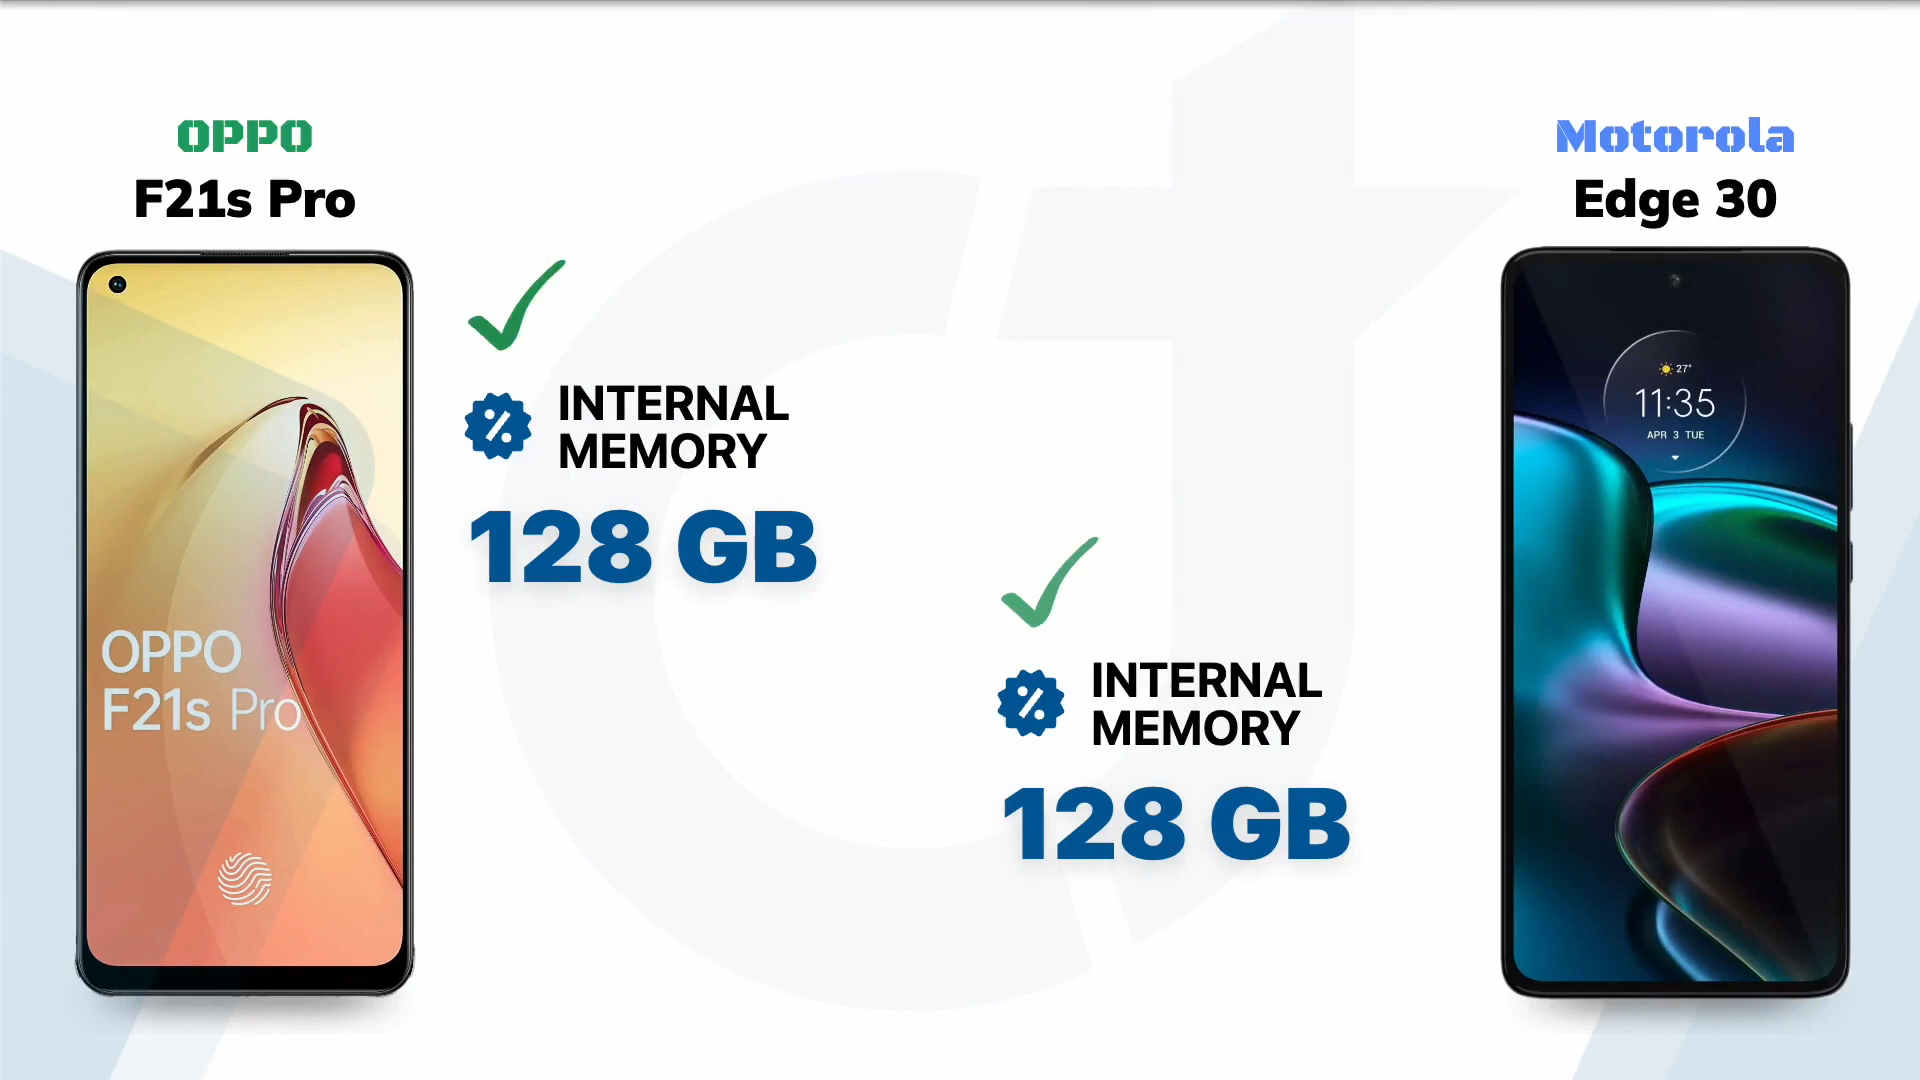 OPPO
F21s Pro
INTERNAL
MEMORY
128 GB
OPPO
F21s Pro
Motorola
Edge 30
27°
11:35
APR 3 TUE
INTERNAL
MEMORY
128 GB